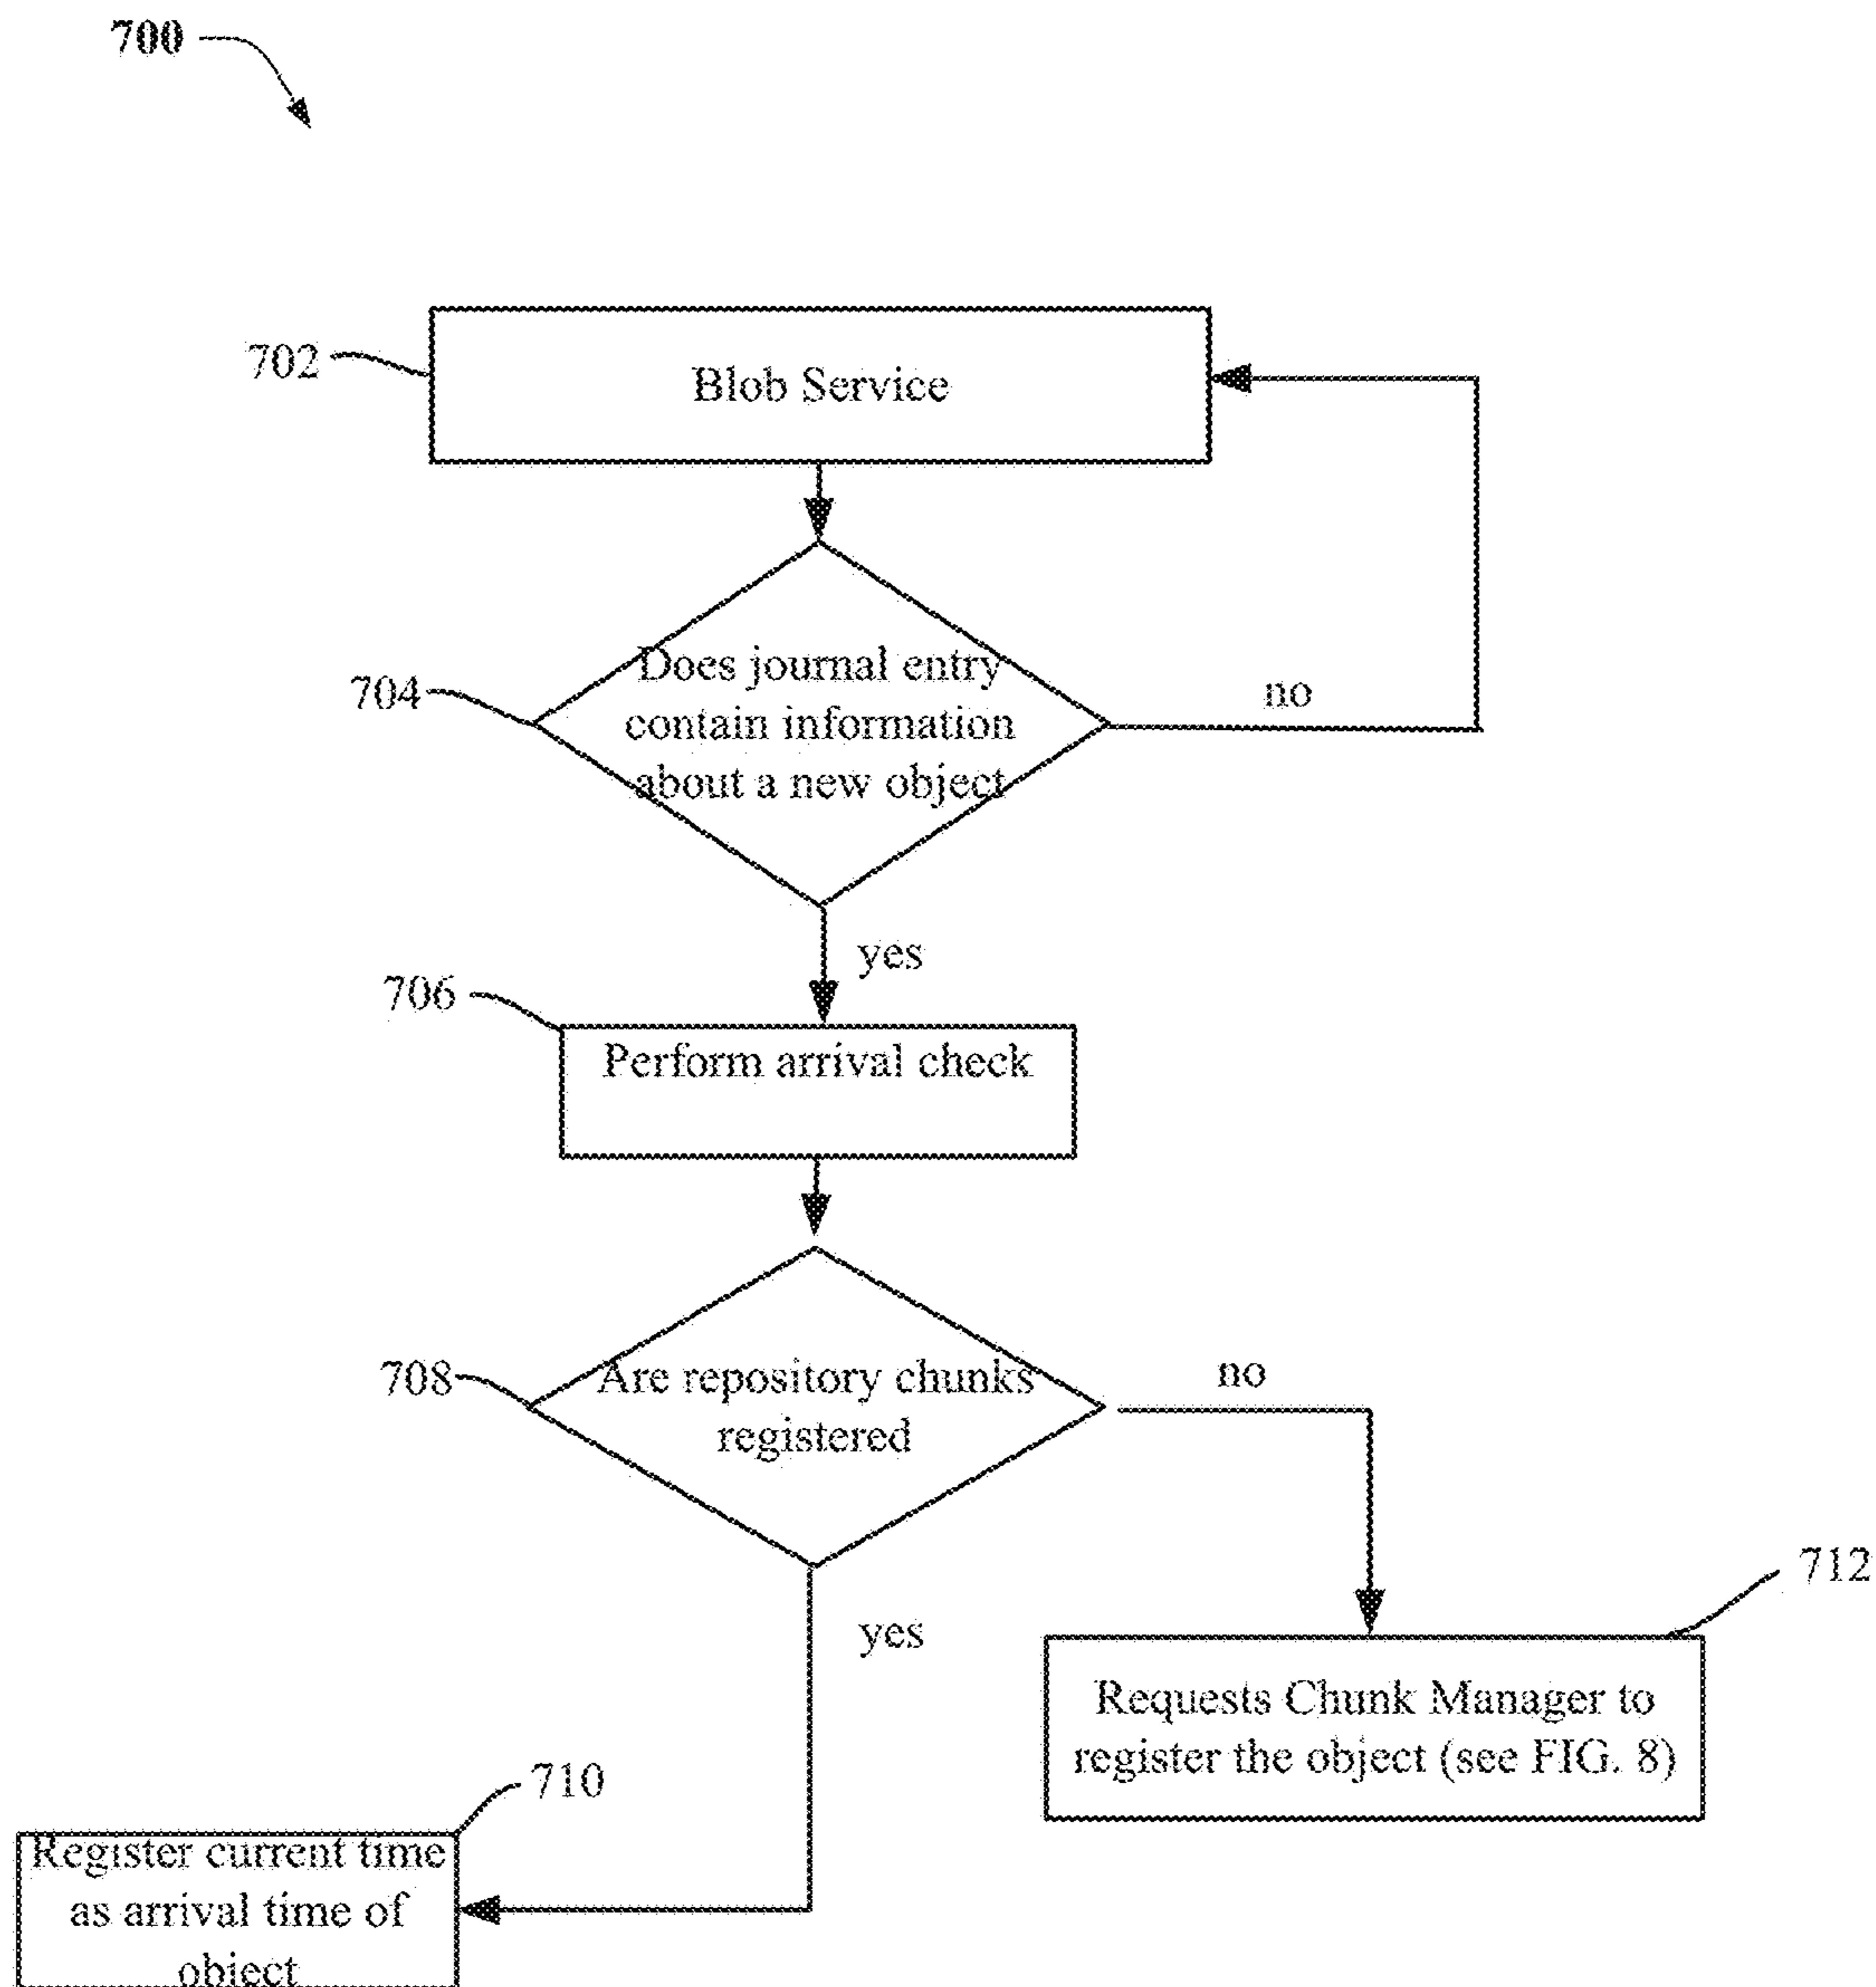 700
702
Blob Service
704
Does journal entry
contain information
about a new object
no
yes
706
Perform arrival check
708
Are repository chunks
registered
no
yes
712
Requests Chunk Manager to
register the object (see FIG. 8)
710
Register current time
as arrival time of
object